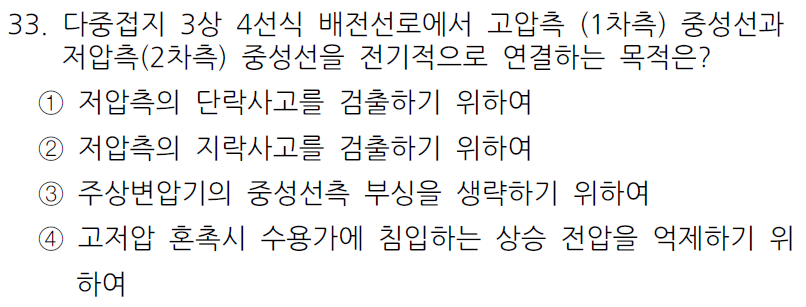 33. 다중접지 3상 4선식 배전선로에서 고압측 (1차측) 중성선과
저압측(2차측) 중성선을 전기적으로 연결하는 목적은?
① 저압측의 단락사고를 검출하기 위하여
② 저압측의 지락사고를 검출하기 위하여
③ 주상변압기의 중성선측 부싱을 생략하기 위하여
④ 고저압 혼촉시 수용가에 침입하는 상승 전압을 억제하기 위
하여